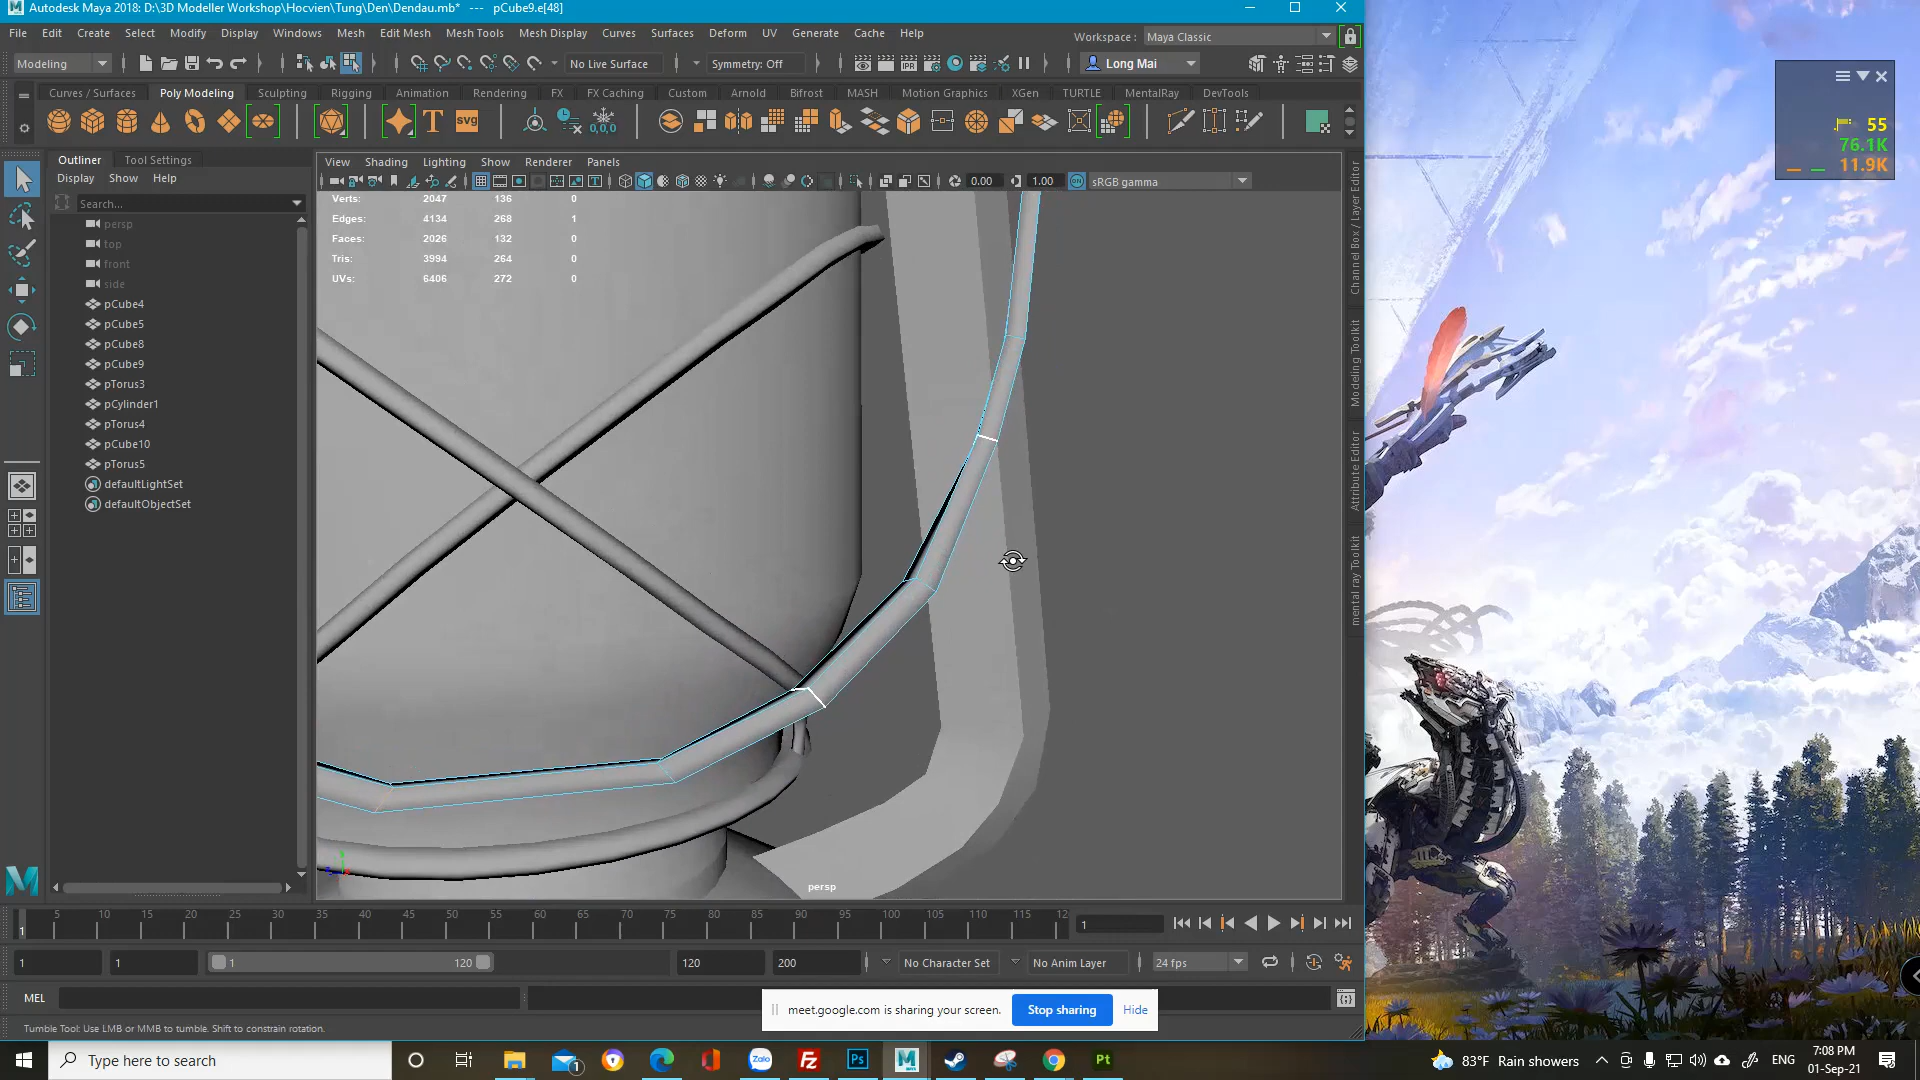 Autodesk Maya 2018: D:\3D Modeller Workshop\Hocvien\Tung\Den\Dendau.mb* --- pCube9.e[48]
File Edit Create Select Modify Display Windows Mesh Edit Mesh Mesh Tools Mesh Display Curves Surfaces Deform UV Generate Cache Help
Workspace : Maya Classic
Modeling
No Live Surface
Symmetry: Off
Long Mai
Curves / Surfaces Poly Modeling Sculpting Rigging Animation Rendering FX FX Caching Custom Arnold Bifrost MASH Motion Graphics XGen TURTLE MentalRay DevTools
SVG
0,0,0
Outliner Tool Settings
Display Show Help
Search...
persp
top
front
side
pCube4
pCube5
pCube8
pCube9
pTorus3
pCylinder1
pTorus4
pCube10
pTorus5
defaultLightSet
defaultObjectSet
View Shading Lighting Show Renderer Panels
0.00 1.00 sRGB gamma
Verts: 2047 136 0
Edges: 4134 268 1
Faces: 2026 132 0
Tris: 3994 264 0
UVs: 6406 272 0
persp
Channel Box / Layer Editor
Modeling Toolkit
Attribute Editor
mental ray Toolkit
55
76.1K
11.9K
5 10 15 20 25 30 35 40 45 50 55 60 65 70 75 80 85 90 95 100 105 110 115 12
1
1
1 1 1 120 120 200 No Character Set No Anim Layer 24 fps
MEL
meet.google.com is sharing your screen. Stop sharing Hide
Tumble Tool: Use LMB or MMB to tumble. Shift to constrain rotation.
Type here to search
1
Zalo
Fz
Ps
M
Pt
83°F Rain showers
ENG
7:08 PM
01-Sep-21